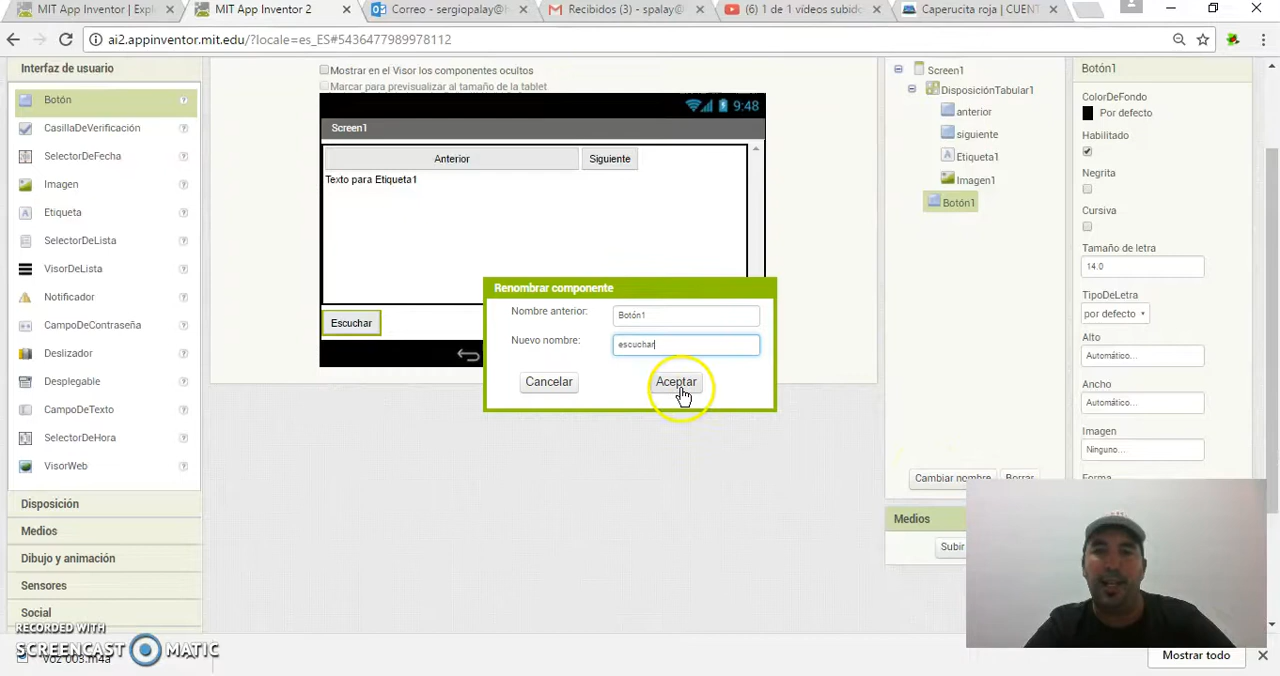 MIT App Inventor | Expl
MIT App Inventor 2
Correo - sergiopalay@h
Recibidos (3) - spalay@
(6) 1 de 1 vídeos subido
Caperucita roja | CUENT
ai2.appinventor.mit.edu/?locale=es_ES#5436477989978112
Interfaz de usuario
Botón
CasillaDeVerificación
SelectorDeFecha
Imagen
Etiqueta
SelectorDeLista
VisorDeLista
Notificador
CampoDeContraseña
Deslizador
Desplegable
CampoDeTexto
SelectorDeHora
VisorWeb
Disposición
Medios
Dibujo y animación
Sensores
Social
Mostrar en el Visor los componentes ocultos
Marcar para previsualizar al tamaño de la tablet
9:48
Screen1
Anterior
Siguiente
Texto para Etiqueta1
Escuchar
Renombrar componente
Nombre anterior:
Botón1
Nuevo nombre:
escuchar
Cancelar
Aceptar
Screen1
DisposiciónTabular1
anterior
siguiente
Etiqueta1
Imagen1
Botón1
Cambiar nombre
Borrar
Medios
Subir
Botón1
ColorDeFondo
Por defecto
Habilitado
Negrita
Cursiva
Tamaño de letra
14.0
TipoDeLetra
por defecto
Alto
Automático...
Ancho
Automático...
Imagen
Ninguno...
Forma
RECORDED WITH
SCREENCAST MATIC
Voz 003.m4a
Mostrar todo